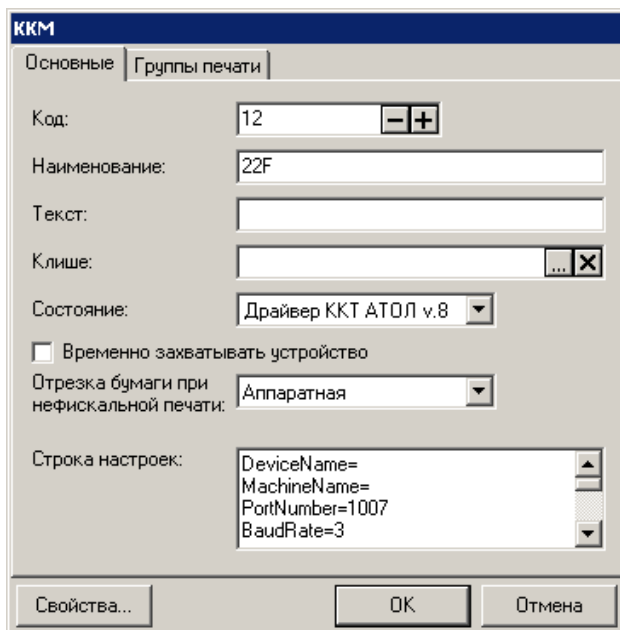 ККМ
Основные Группы печати
Код: 12
Наименование: 22F
Текст:
Клише: ...
Состояние: Драйвер ККТ АТОЛ v.8
Временно захватывать устройство
Отрезка бумаги при
нефискальной печати: Аппаратная
Строка настроек: DeviceName=
MachineName=
PortNumber=1007
BaudRate=3
Свойства... OK Отмена